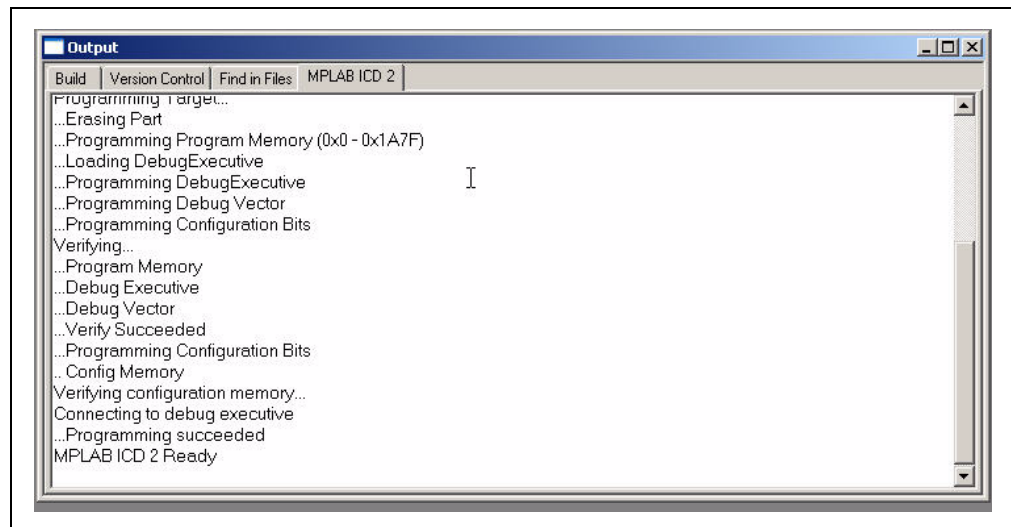 Output
Build Version Control Find in Files MPLAB ICD 2
Programming Target...
...Erasing Part
...Programming Program Memory (0x0 - 0x1A7F)
...Loading DebugExecutive
...Programming DebugExecutive
...Programming Debug Vector
...Programming Configuration Bits
Verifying...
...Program Memory
...Debug Executive
...Debug Vector
...Verify Succeeded
...Programming Configuration Bits
.. Config Memory
Verifying configuration memory...
Connecting to debug executive
...Programming succeeded
MPLAB ICD 2 Ready